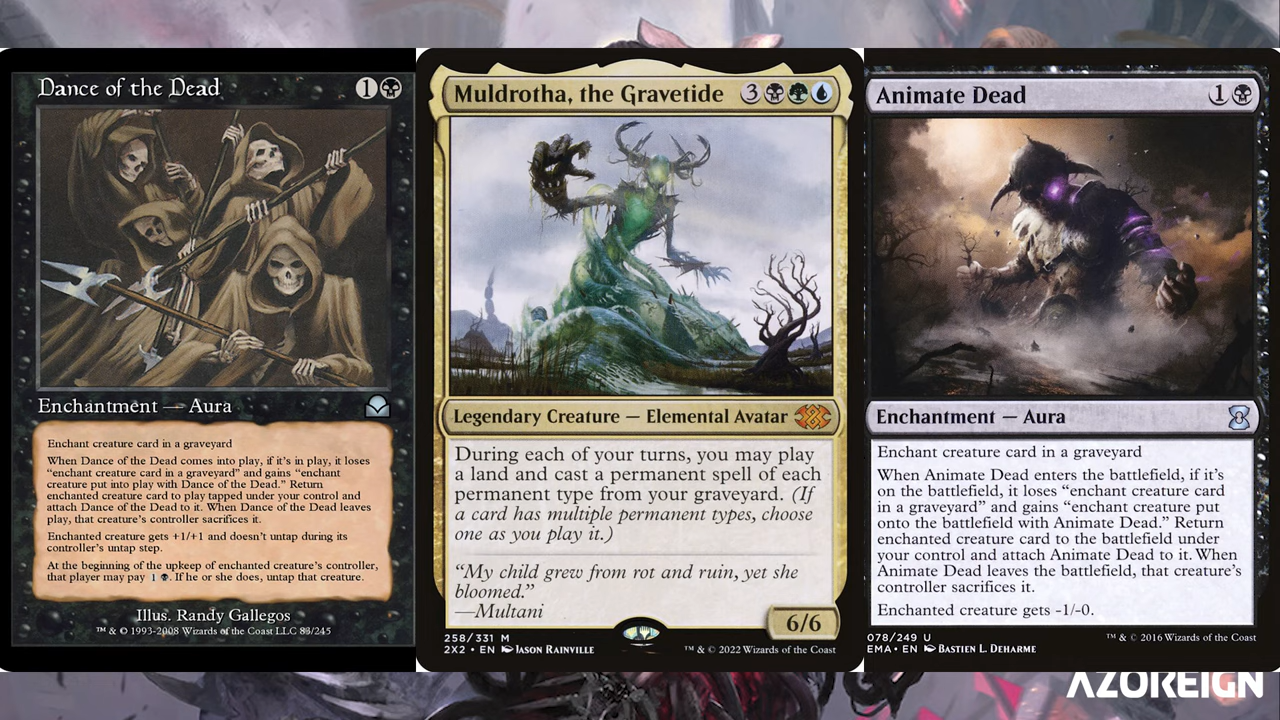 Dance of the Dead 1
Enchantment — Aura
Enchant creature card in a graveyard
When Dance of the Dead comes into play, if it's in play, it loses
"enchant creature card in a graveyard" and gains "enchant
creature put into play with Dance of the Dead." Return
enchanted creature card to play tapped under your control and
attach Dance of the Dead to it. When Dance of the Dead leaves
play, that creature's controller sacrifices it.
Enchanted creature gets +1/+1 and doesn't untap during its
controller's untap step.
At the beginning of the upkeep of enchanted creature's controller,
that player may pay 1 . If he or she does, untap that creature.
Illus. Randy Gallegos
™ & © 1993-2008 Wizards of the Coast LLC 83/245
Muldrotha, the Gravetide 3
Legendary Creature — Elemental Avatar
During each of your turns, you may play
a land and cast a permanent spell of each
permanent type from your graveyard. (If
a card has multiple permanent types, choose
one as you play it.)
"My child grew from rot and ruin, yet she
bloomed."
—Multani
6/6
258/331 M
2X2 • EN Jason Rainville
™ & © 2022 Wizards of the Coast
Animate Dead 1
Enchantment — Aura
Enchant creature card in a graveyard
When Animate Dead enters the battlefield, if it's
on the battlefield, it loses "enchant creature card
in a graveyard" and gains "enchant creature put
onto the battlefield with Animate Dead." Return
enchanted creature card to the battlefield under
your control and attach Animate Dead to it. When
Animate Dead leaves the battlefield, that creature's
controller sacrifices it.
Enchanted creature gets -1/-0.
078/249 U
EMA • EN Bastien L. Deharme
™ & © 2016 Wizards of the Coast
AZOREIGN